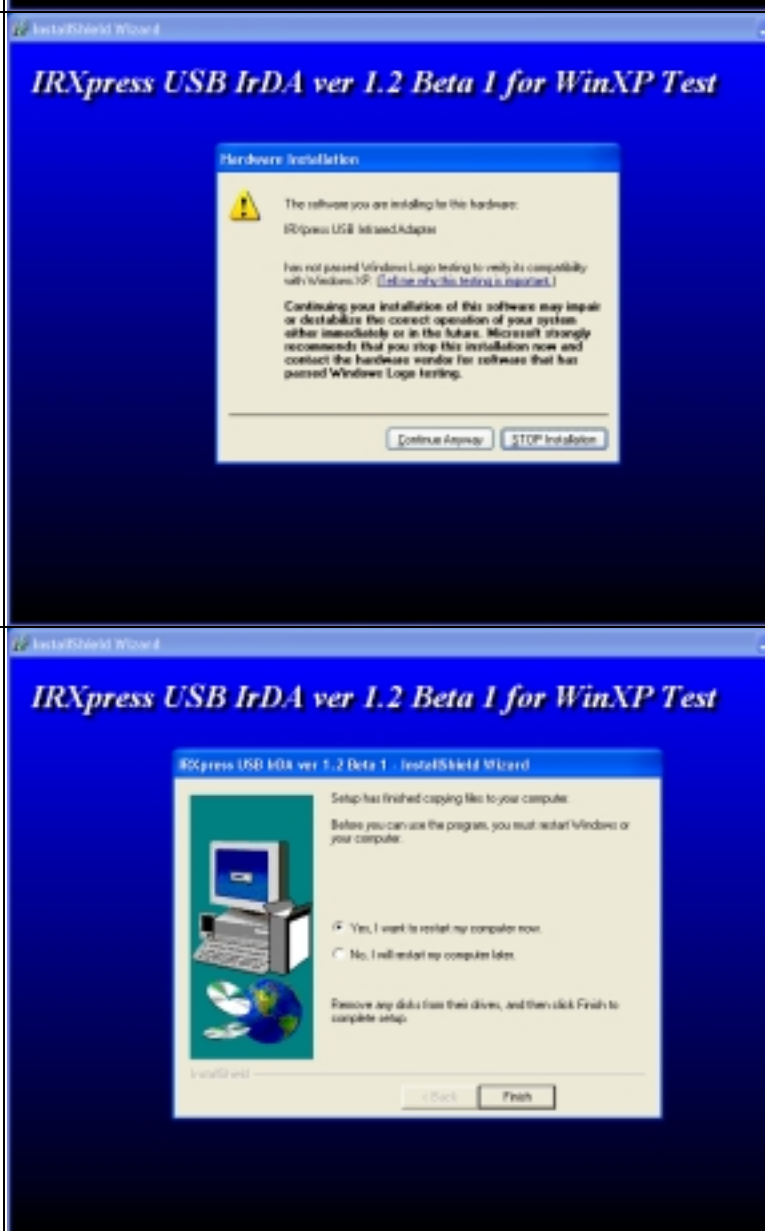 InstallShield Wizard
IRXpress USB IrDA ver 1.2 Beta 1 for WinXP Test
Hardware Installation
The software you are installing for this hardware:
IRXpress USB Infrared Adapter
has not passed Windows Logo testing to verify its compatibility
with Windows XP. (Tell me why this testing is important.)
Continuing your installation of this software may impair
or destabilize the correct operation of your system
either immediately or in the future. Microsoft strongly
recommends that you stop this installation now and
contact the hardware vendor for software that has
passed Windows Logo testing.
Continue Anyway STOP Installation
InstallShield Wizard
IRXpress USB IrDA ver 1.2 Beta 1 for WinXP Test
IRXpress USB IrDA ver 1.2 Beta 1 - InstallShield Wizard
Setup has finished copying files to your computer.
Before you can use the program, you must restart Windows or
your computer.
Yes, I want to restart my computer now.
No, I will restart my computer later.
Remove any disks from their drives, and then click Finish to
complete setup.
InstallShield
< Back Finish